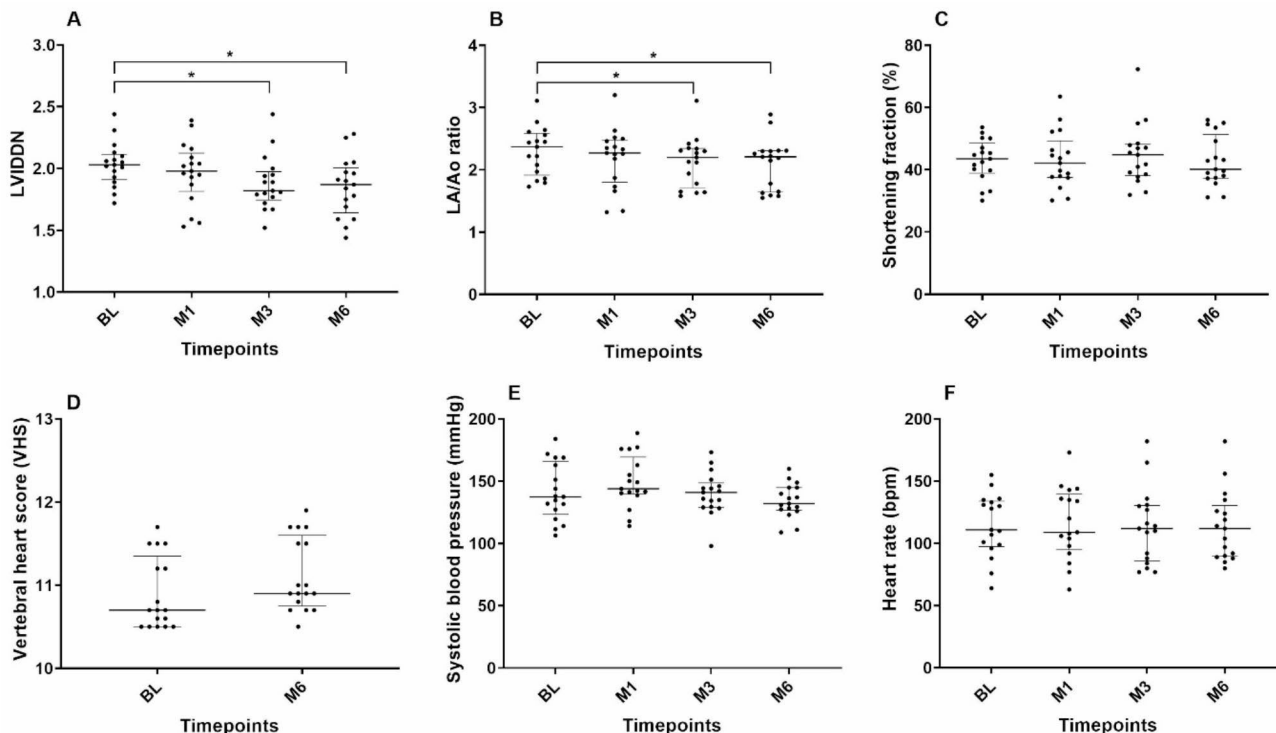 A
LVIDDN
3.0
2.5
2.0
1.5
1.0
*
*
BL
M1
M3
M6
Timepoints
B
LA/Ao ratio
4
3
2
1
0
*
*
BL
M1
M3
M6
Timepoints
C
Shortening fraction (%)
80
60
40
20
0
BL
M1
M3
M6
Timepoints
D
Vertebral heart score (VHS)
13
12
11
10
BL
M6
Timepoints
E
Systolic blood pressure (mmHg)
200
150
100
50
0
BL
M1
M3
M6
Timepoints
F
Heart rate (bpm)
200
150
100
50
0
BL
M1
M3
M6
Timepoints